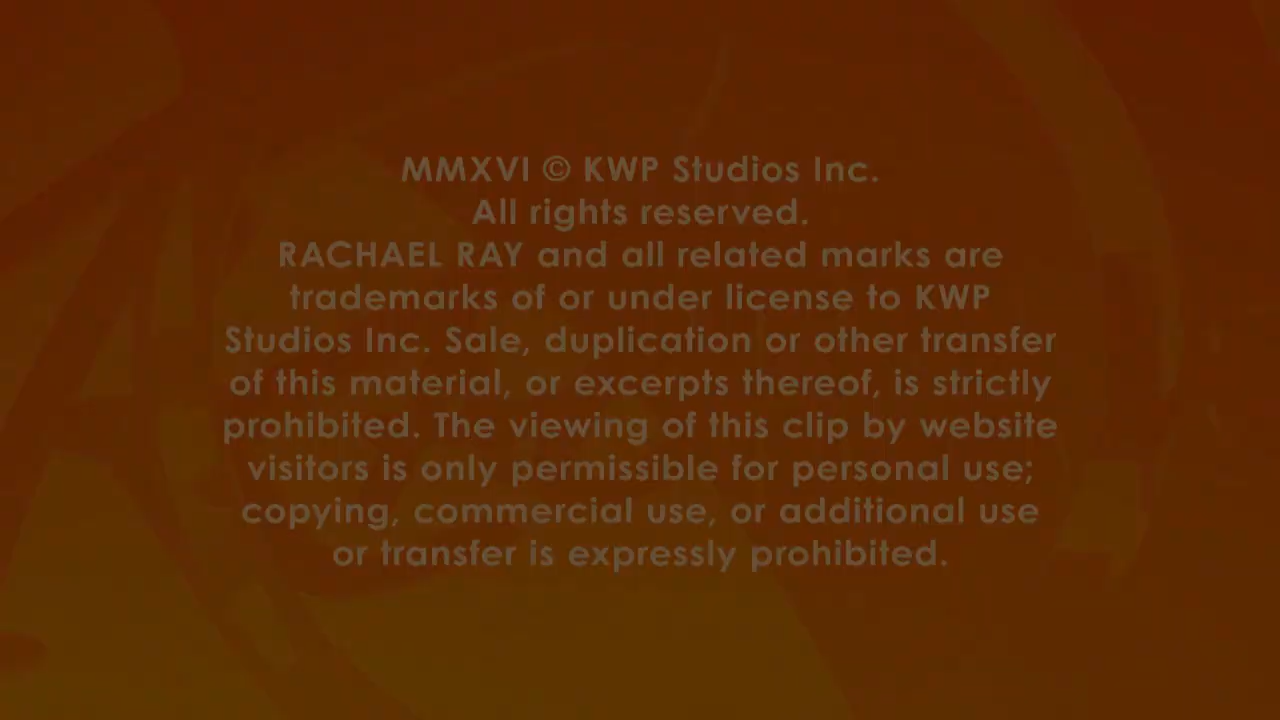 MMXVI © KWP Studios Inc.
All rights reserved.
RACHAEL RAY and all related marks are
trademarks of or under license to KWP
Studios Inc. Sale, duplication or other transfer
of this material, or excerpts thereof, is strictly
prohibited. The viewing of this clip by website
visitors is only permissible for personal use;
copying, commercial use, or additional use
or transfer is expressly prohibited.